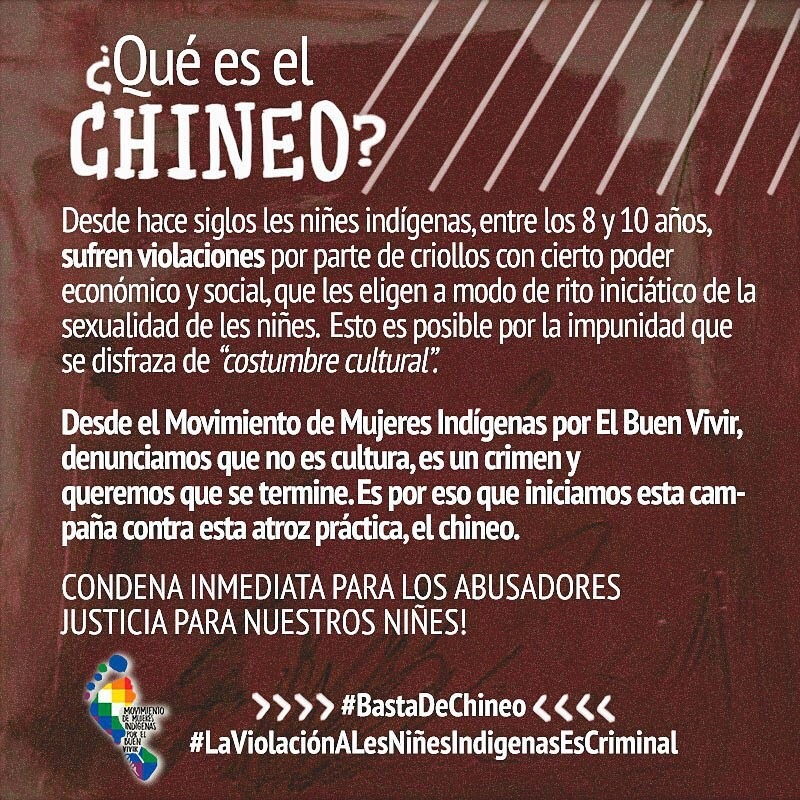 ¿Qué es el
CHINEO?
Desde hace siglos les niñes indígenas, entre los 8 y 10 años,
sufren violaciones por parte de criollos con cierto poder
económico y social, que les eligen a modo de rito iniciático de la
sexualidad de les niñes. Esto es posible por la impunidad que
se disfraza de “costumbre cultural”.
Desde el Movimiento de Mujeres Indígenas por El Buen Vivir,
denunciamos que no es cultura, es un crimen y
queremos que se termine. Es por eso que iniciamos esta cam-
paña contra esta atroz práctica, el chineo.
CONDENA INMEDIATA PARA LOS ABUSADORES
JUSTICIA PARA NUESTROS NIÑES!
MOVIMIENTO
DE MUJERES
INDÍGENAS
POR EL
BUEN
VIVIR
>>>> #BastaDeChineo <<<<
#LaViolaciónALesNiñesIndigenasEsCriminal